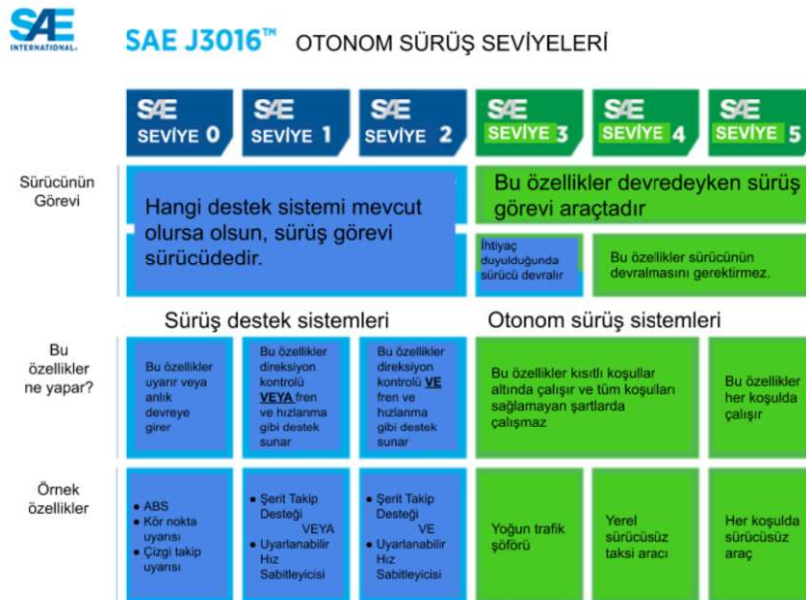 SAE
INTERNATIONAL®
SAE J3016™ OTONOM SÜRÜŞ SEVİYELERİ
SAE
SEVİYE 0
SAE
SEVİYE 1
SAE
SEVİYE 2
SAE
SEVİYE 3
SAE
SEVİYE 4
SAE
SEVİYE 5
Sürücünün
Görevi
Hangi destek sistemi mevcut
olursa olsun, sürüş görevi
sürücüdedir.
Bu özellikler devredeyken sürüş
görevi araçtadır
İhtiyaç
duyulduğunda
sürücü devralır
Bu özellikler sürücünün
devralmasını gerektirmez.
Sürüş destek sistemleri
Otonom sürüş sistemleri
Bu
özellikler
ne yapar?
Bu özellikler
uyarır veya
anlık
devreye
girer
Bu özellikler
direksiyon
kontrolü
VEYA fren
ve hızlanma
gibi destek
sunar
Bu özellikler
direksiyon
kontrolü VE
fren ve
hızlanma
gibi destek
sunar
Bu özellikler kısıtlı koşullar
altında çalışır ve tüm koşulları
sağlamayan şartlarda
çalışmaz
Bu özellikler
her koşulda
çalışır
Örnek
özellikler
● ABS
● Kör nokta
uyarısı
● Çizgi takip
uyarısı
● Şerit Takip
Desteği
VEYA
● Uyarlanabilir
Hız
Sabitleyicisi
● Şerit Takip
Desteği
VE
● Uyarlanabilir
Hız
Sabitleyicisi
Yoğun trafik
şöförü
Yerel
sürücüsüz
taksi aracı
Her koşulda
sürücüsüz
araç